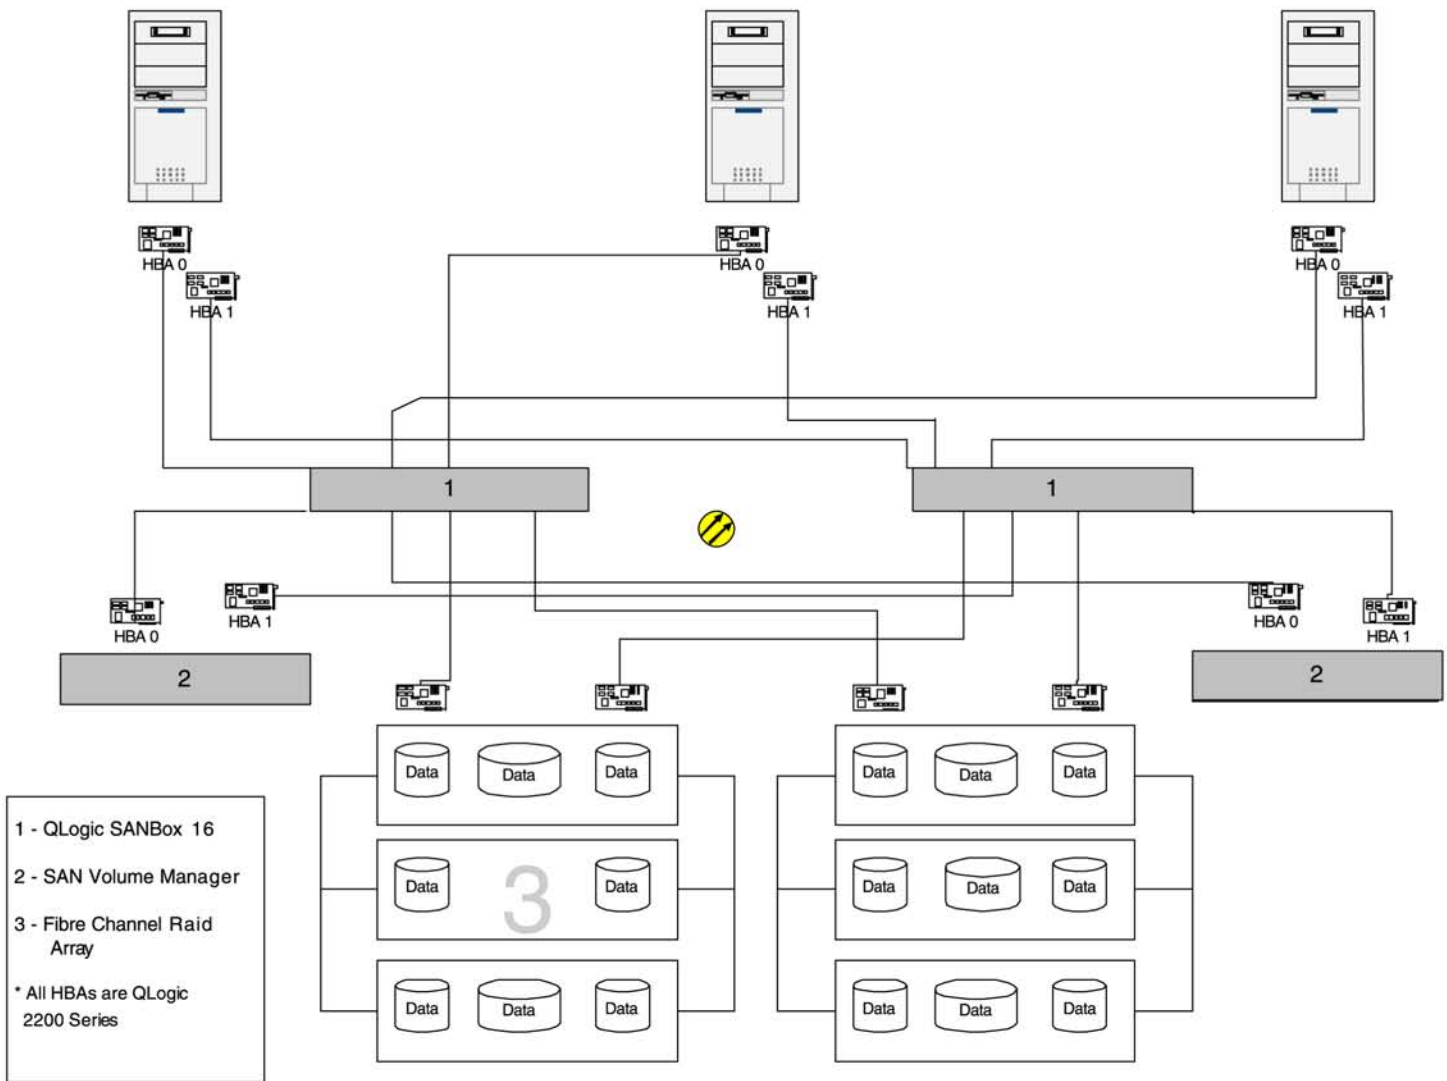 HBA 0
HBA 0
HBA 0
HBA 1
HBA 1
HBA 1
1
1
HBA 0
HBA 1
HBA 0
HBA 1
2
2
Data
Data
Data
Data
Data
Data
Data
3
Data
Data
Data
Data
Data
Data
Data
Data
Data
Data
1 - QLogic SANBox 16
2 - SAN Volume Manager
3 - Fibre Channel Raid
Array
* All HBAs are QLogic
2200 Series